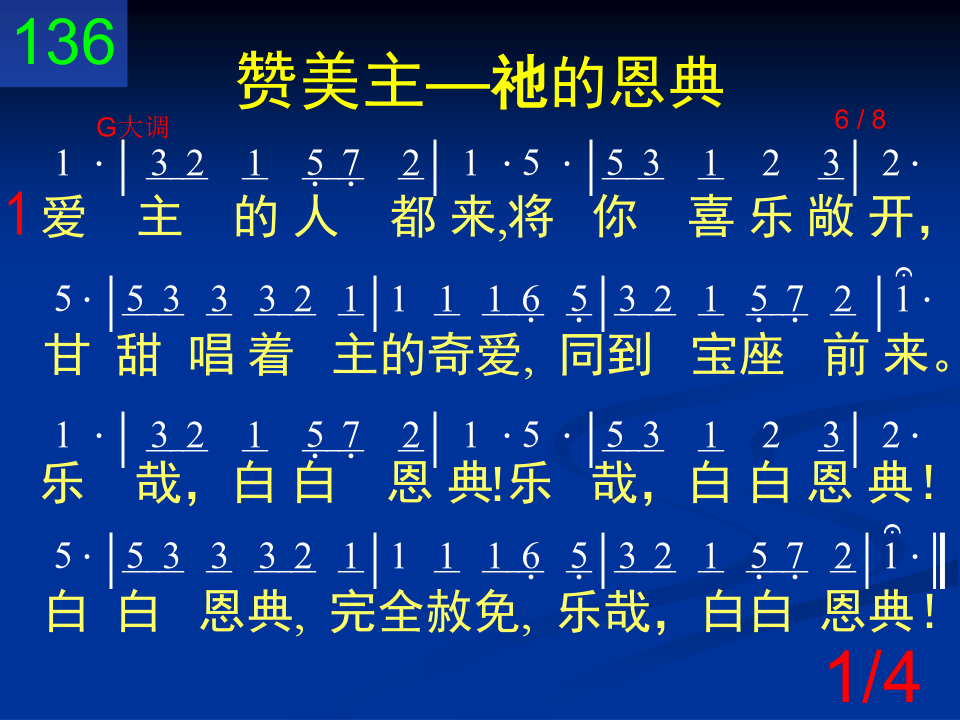 136
赞美主—祂的恩典
G大调
6 / 8
1 · | 3 2 1 5̣ 7̣ 2 | 1 · 5 · | 5 3 1 2 3 | 2 ·
1 爱 主 的 人 都 来,将 你 喜 乐 敞 开，
5 · | 5 3 3 3 2 1 | 1 1 1 6̣ 5̣ | 3 2 1 5̣ 7̣ 2 | 1 ·
甘 甜 唱 着 主的奇爱, 同到 宝座 前 来。
1 · | 3 2 1 5̣ 7̣ 2 | 1 · 5 · | 5 3 1 2 3 | 2 ·
乐 哉，白 白 恩 典!乐 哉，白 白 恩 典！
5 · | 5 3 3 3 2 1 | 1 1 1 6̣ 5̣ | 3 2 1 5̣ 7̣ 2 | 1 · ‖
白 白 恩典, 完全赦免, 乐哉，白白 恩典！
1/4